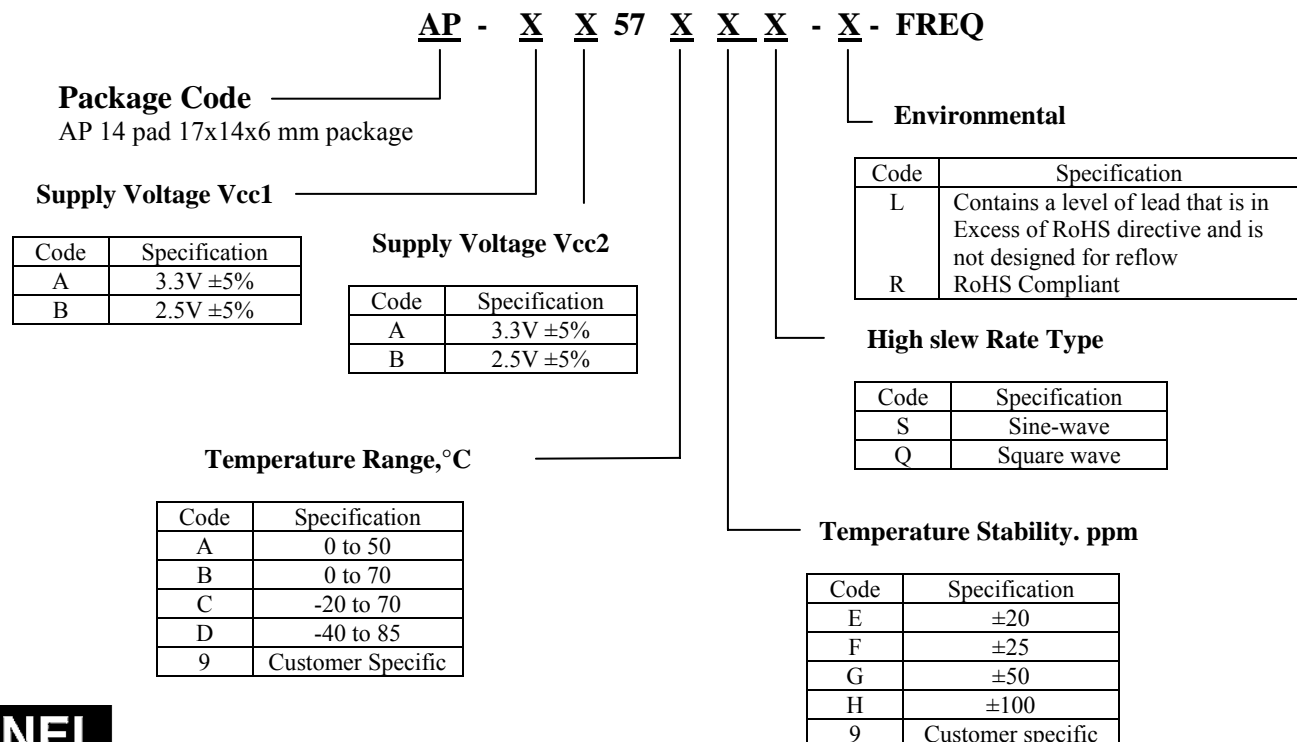 AP - X X 57 X X X - X - FREQ
Package Code
AP 14 pad 17x14x6 mm package
Environmental
Code Specification
L Contains a level of lead that is in
Excess of RoHS directive and is
not designed for reflow
R RoHS Compliant
Supply Voltage Vcc1
Code Specification
A 3.3V ±5%
B 2.5V ±5%
Supply Voltage Vcc2
Code Specification
A 3.3V ±5%
B 2.5V ±5%
High slew Rate Type
Code Specification
S Sine-wave
Q Square wave
Temperature Range,°C
Code Specification
A 0 to 50
B 0 to 70
C -20 to 70
D -40 to 85
9 Customer Specific
Temperature Stability. ppm
Code Specification
E ±20
F ±25
G ±50
H ±100
9 Customer specific
NEL